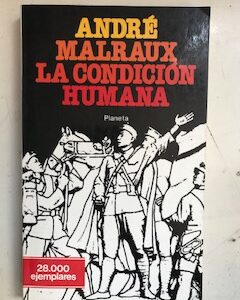 ANDRÉ
MALRAUX
LA CONDICIÓN
HUMANA
Planeta
28.000
ejemplares